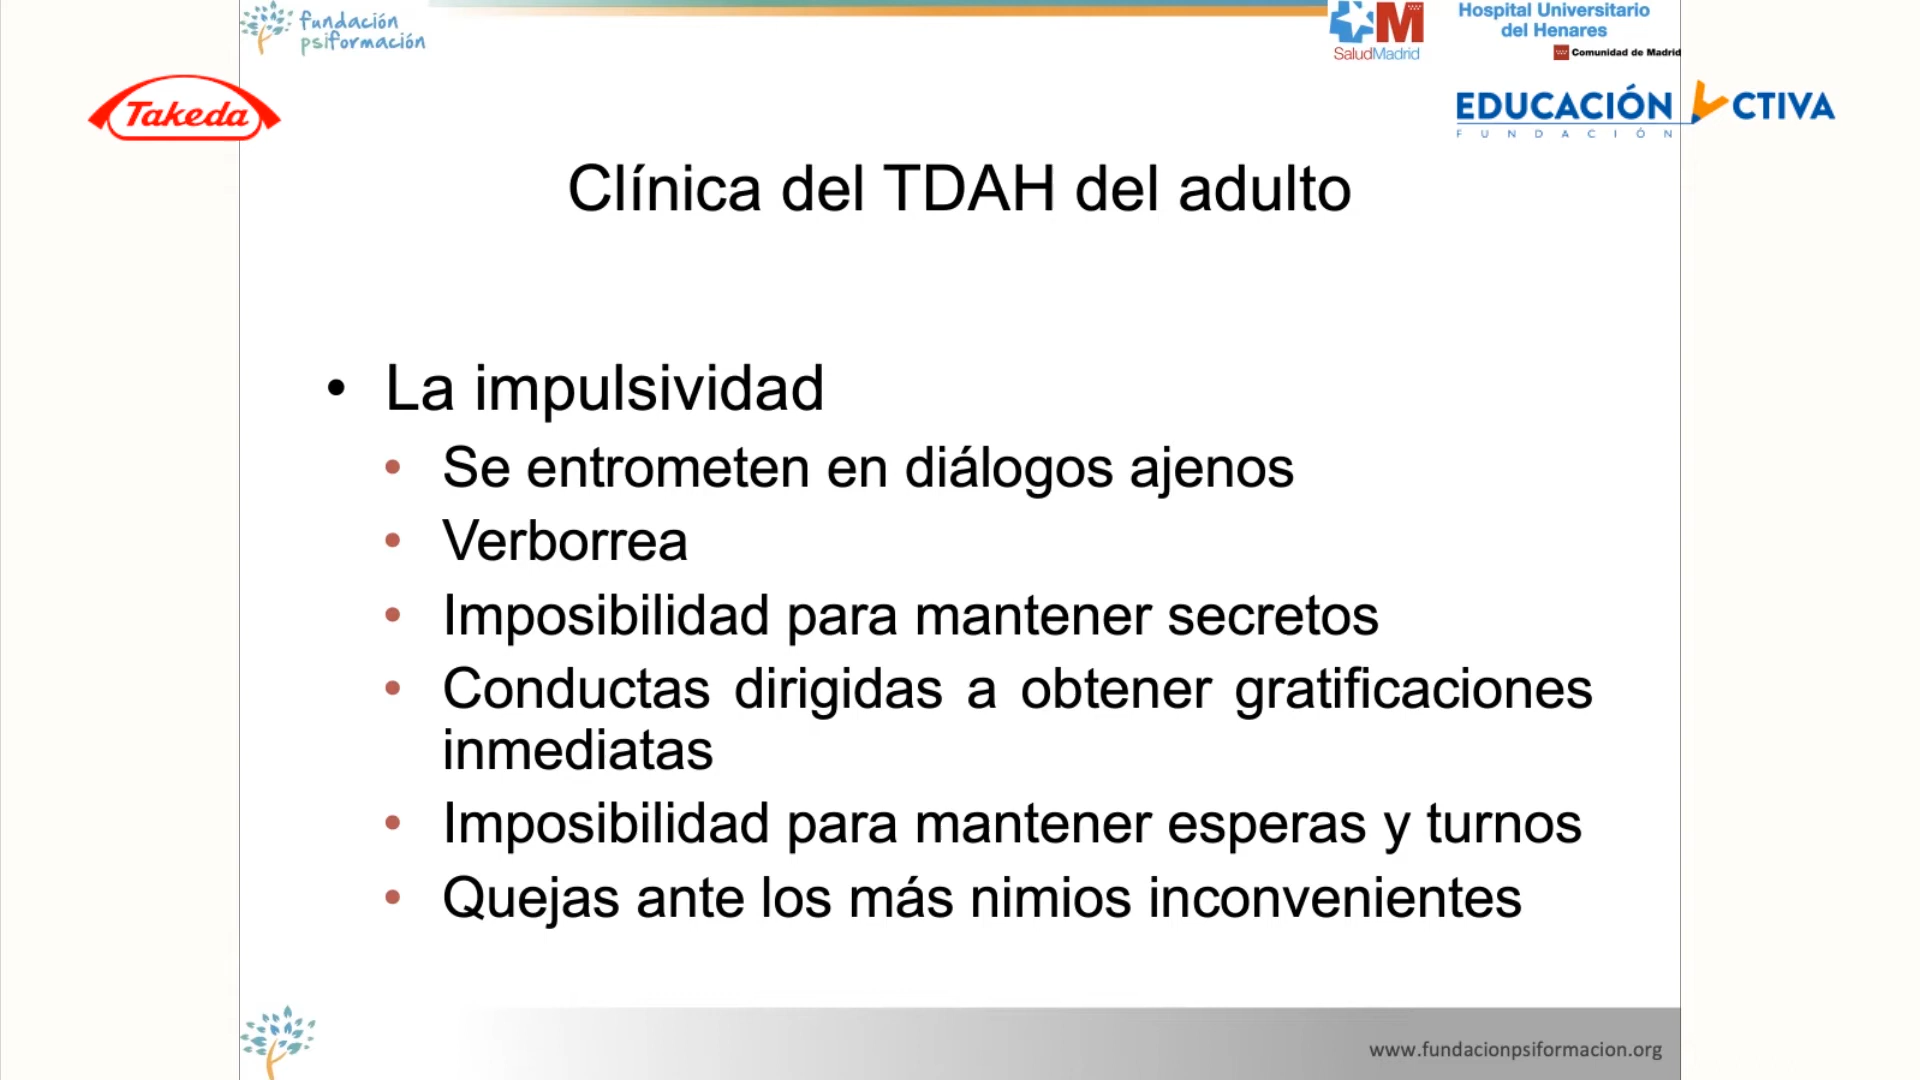 fundación
psiformación
SaludMadrid
Hospital Universitario
del Henares
Comunidad de Madrid
Takeda
EDUCACIÓN ACTIVA
FUNDACIÓN
Clínica del TDAH del adulto
• La impulsividad
• Se entrometen en diálogos ajenos
• Verborrea
• Imposibilidad para mantener secretos
• Conductas dirigidas a obtener gratificaciones
inmediatas
• Imposibilidad para mantener esperas y turnos
• Quejas ante los más nimios inconvenientes
www.fundacionpsiformacion.org